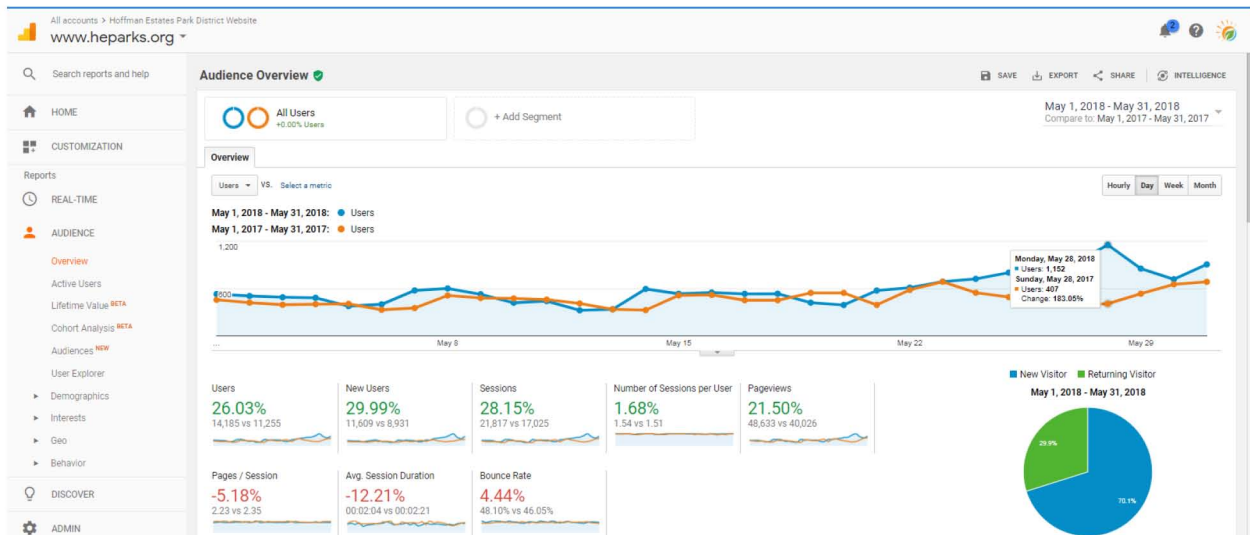 All accounts > Hoffman Estates Park District Website
www.heparks.org
2
Search reports and help
HOME
CUSTOMIZATION
Reports
REAL-TIME
AUDIENCE
Overview
Active Users
Lifetime Value BETA
Cohort Analysis BETA
Audiences NEW
User Explorer
Demographics
Interests
Geo
Behavior
DISCOVER
ADMIN
Audience Overview
SAVE EXPORT SHARE INTELLIGENCE
All Users
+0.00% Users
+ Add Segment
May 1, 2018 - May 31, 2018
Compare to: May 1, 2017 - May 31, 2017
Overview
Users VS. Select a metric
Hourly Day Week Month
May 1, 2018 - May 31, 2018: Users
May 1, 2017 - May 31, 2017: Users
1,200
600
Monday, May 28, 2018
Users: 1,152
Sunday, May 28, 2017
Users: 407
Change: 183.05%
... May 8 May 15 May 22 May 29
Users
26.03%
14,185 vs 11,255
New Users
29.99%
11,609 vs 8,931
Sessions
28.15%
21,817 vs 17,025
Number of Sessions per User
1.68%
1.54 vs 1.51
Pageviews
21.50%
48,633 vs 40,026
Pages / Session
-5.18%
2.23 vs 2.35
Avg. Session Duration
-12.21%
00:02:04 vs 00:02:21
Bounce Rate
4.44%
48.10% vs 46.05%
New Visitor Returning Visitor
May 1, 2018 - May 31, 2018
29.9%
70.1%